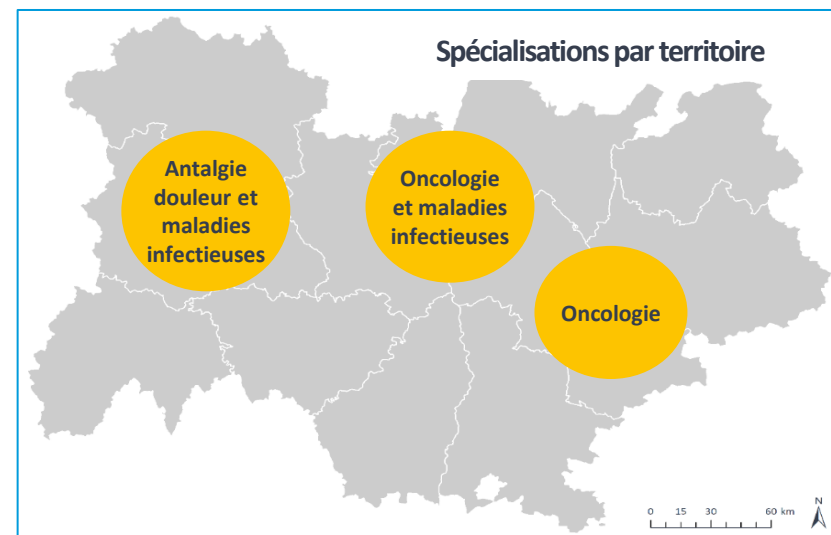 Spécialisations par territoire
Antalgie
douleur et
maladies
infectieuses
Oncologie
et maladies
infectieuses
Oncologie
N
0 15 30 60 km